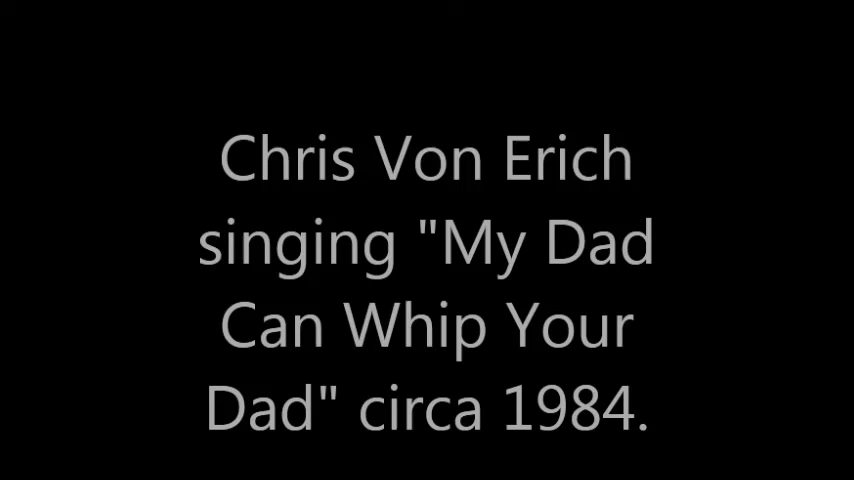 Chris Von Erich
singing "My Dad
Can Whip Your
Dad" circa 1984.